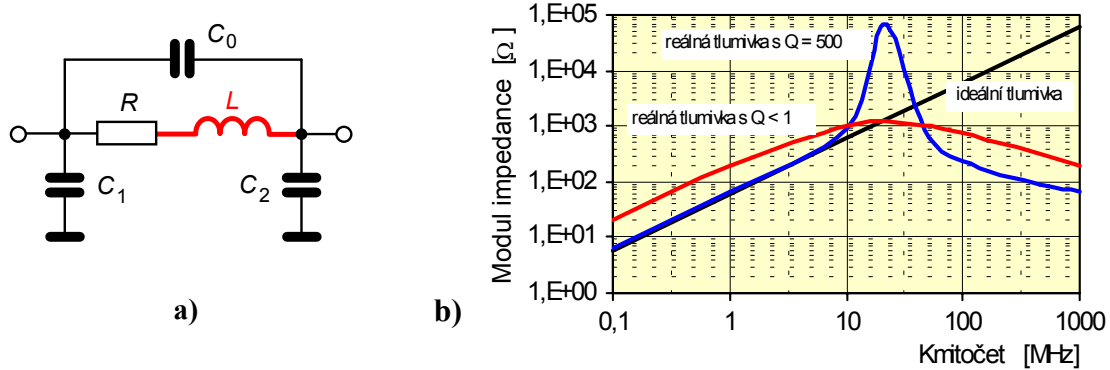 C0
R
L
C1
C2
a)
b)
Modul impedance [Ω]
1,E+05
1,E+04
1,E+03
1,E+02
1,E+01
1,E+00
reálná tlumivka s Q = 500
ideální tlumivka
reálná tlumivka s Q < 1
0,1
1
10
100
1000
Kmitočet [MHz]